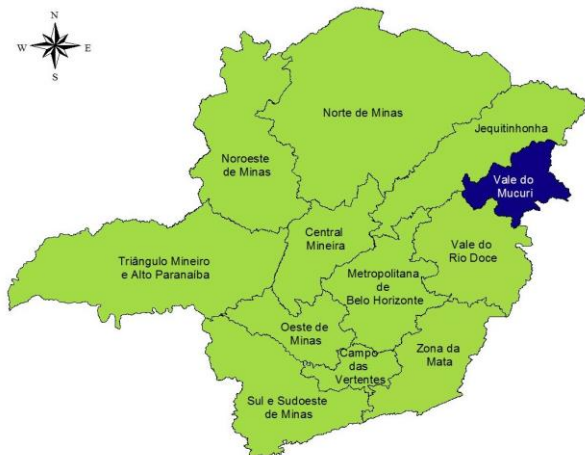 N
W E
S
Norte de Minas
Jequitinhonha
Noroeste
de Minas
Vale do
Mucuri
Central
Mineira
Vale do
Rio Doce
Triângulo Mineiro
e Alto Paranaíba
Metropolitana
de
Belo Horizonte
Oeste de
Minas
Campo
das
Vertentes
Zona da
Mata
Sul e Sudoeste
de Minas